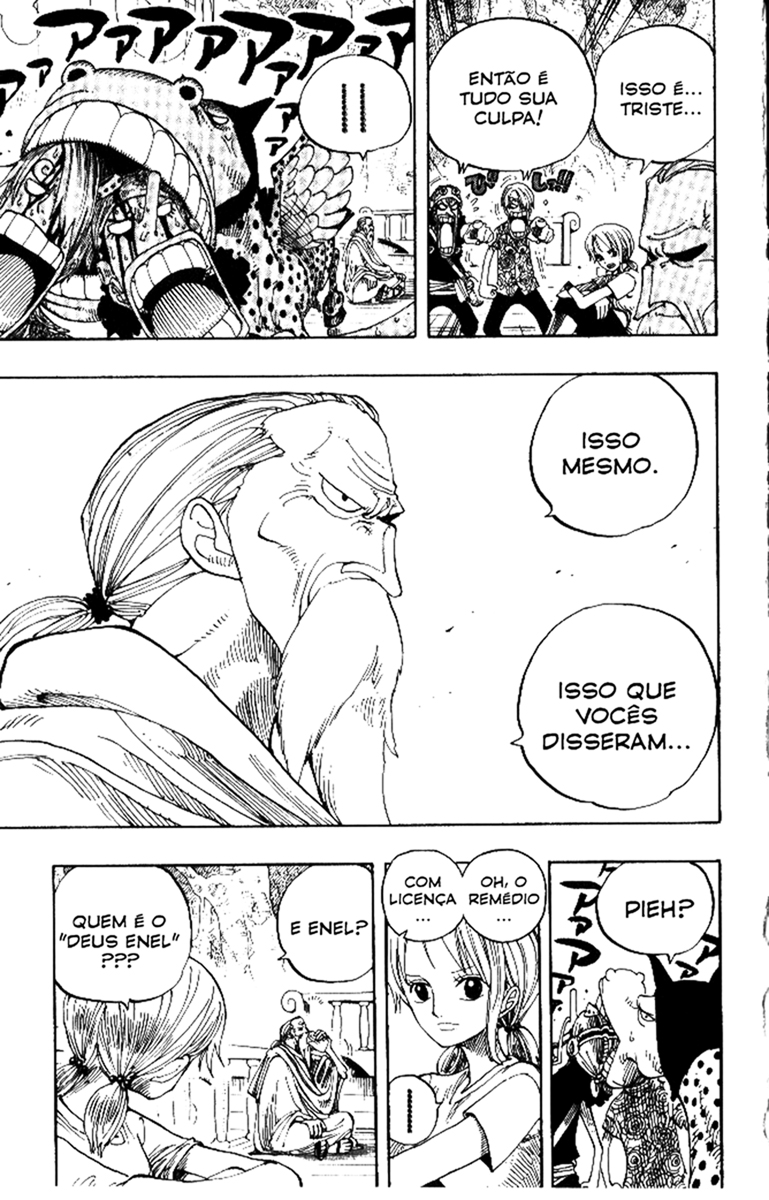 ISSO É...
TRISTE...
ENTÃO É
TUDO SUA
CULPA!
ISSO
MESMO.
ISSO QUE
VOCÊS
DISSERAM...
PIEH?
OH, O
REMÉDIO
...
COM
LICENÇA
...
E ENEL?
QUEM É O
"DEUS ENEL"
???